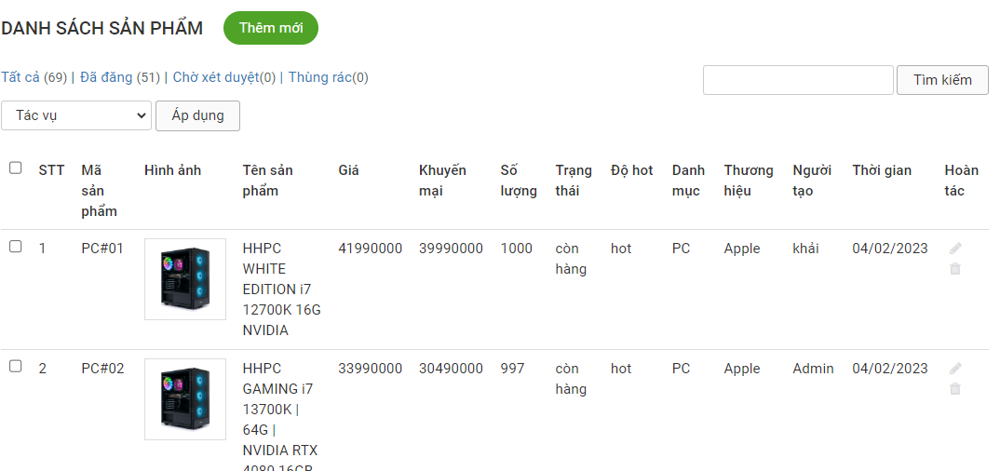 DANH SÁCH SẢN PHẨM Thêm mới
Tất cả (69) | Đã đăng (51) | Chờ xét duyệt(0) | Thùng rác(0) Tìm kiếm
Tác vụ Áp dụng
STT Mã sản phẩm Hình ảnh Tên sản phẩm Giá Khuyến mại Số lượng Trạng thái Độ hot Danh mục Thương hiệu Người tạo Thời gian Hoàn tác
1 PC#01 HHPC 41990000 39990000 1000 còn hot PC Apple khải 04/02/2023
WHITE hàng
EDITION i7
12700K 16G
NVIDIA
2 PC#02 HHPC 33990000 30490000 997 còn hot PC Apple Admin 04/02/2023
GAMING i7 hàng
13700K |
64G |
NVIDIA RTX
4080 16GB